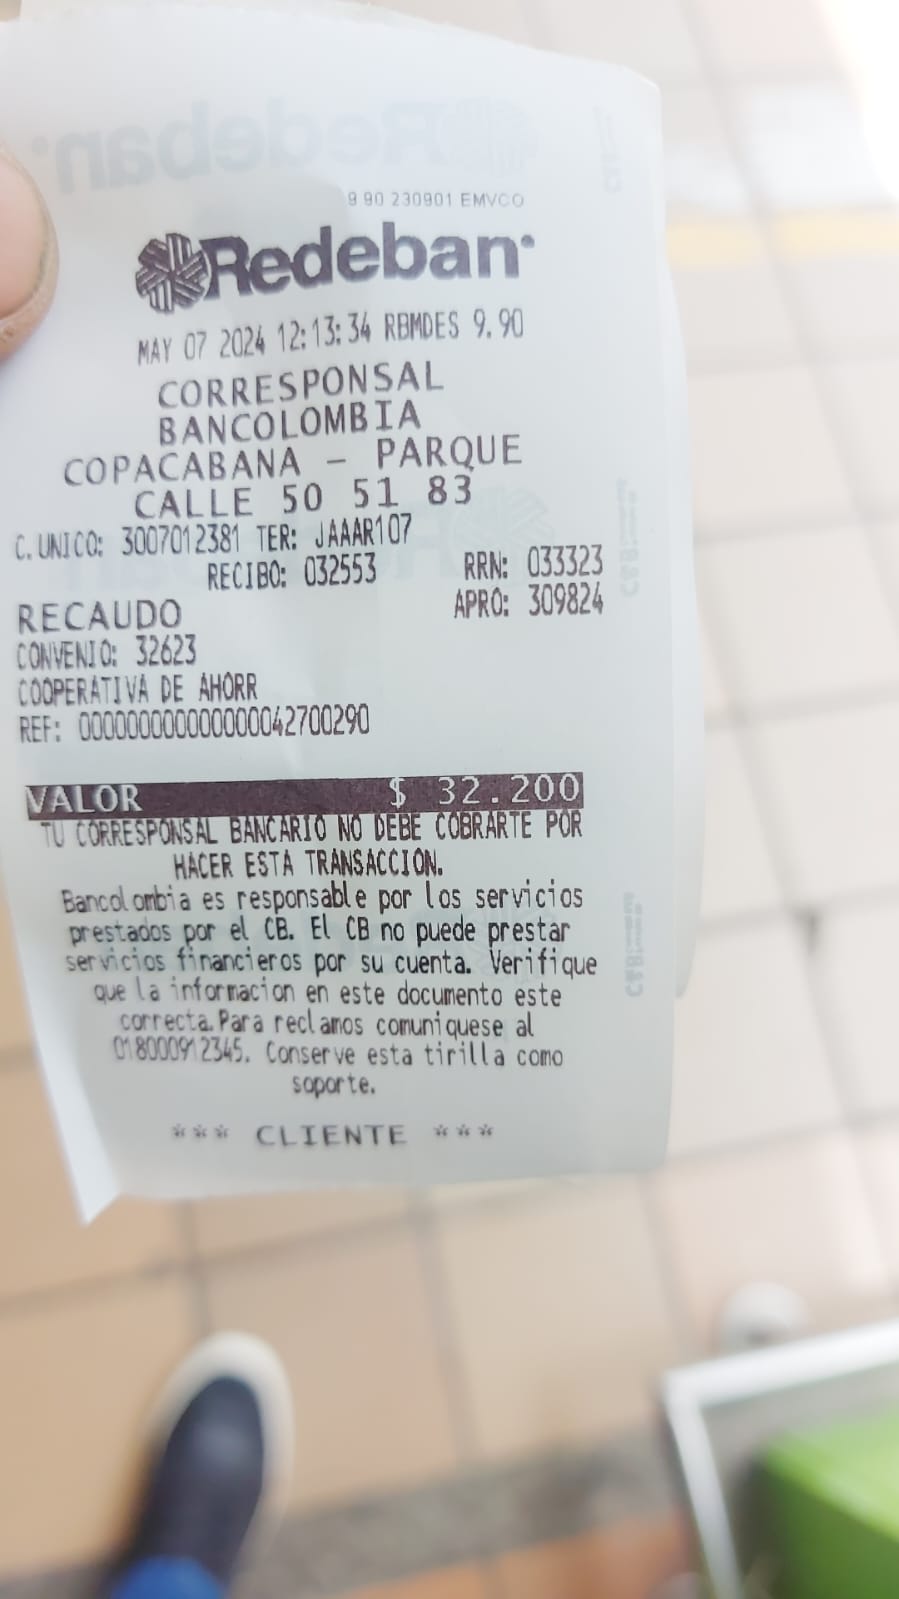 9 90 230901 EMVCO
Redeban
MAY 07 2024 12:13:34 RBMDES 9.90
CORRESPONSAL
BANCOLOMBIA
COPACABANA - PARQUE
CALLE 50 51 83
C. UNICO: 3007012381 TER: JAAAR107
RECIBO: 032553 RRN: 033323
RECAUDO APRO: 309824
CONVENIO: 32623
COOPERATIVA DE AHORR
REF: 000000000000000042700290
VALOR $ 32.200
TU CORRESPONSAL BANCARIO NO DEBE COBRARTE POR
HACER ESTA TRANSACCION.
Bancolombia es responsable por los servicios
prestados por el CB. El CB no puede prestar
servicios financieros por su cuenta. Verifique
que la informacion en este documento este
correcta.Para reclamos comuniquese al
018000912345. Conserve esta tirilla como
soporte.
*** CLIENTE ***